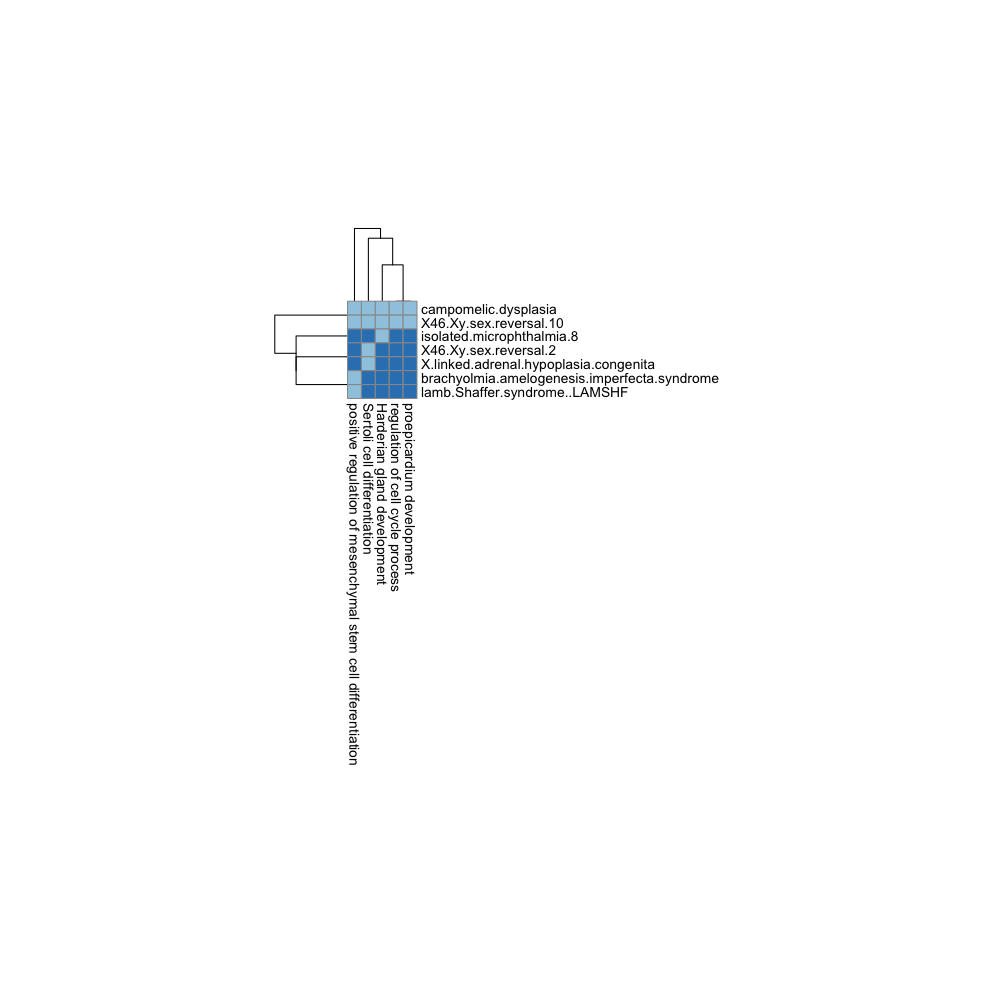 campomelic.dysplasia
X46.Xy.sex.reversal.10
isolated.microphthalmia.8
X46.Xy.sex.reversal.2
X.linked.adrenal.hypoplasia.congenita
brachyolmia.amelogenesis.imperfecta.syndrome
lamb.Shaffer.syndrome..LAMSHF
positive regulation of mesenchymal stem cell differentiation
Sertoli cell differentiation
Harderian gland development
regulation of cell cycle process
proepicardium development